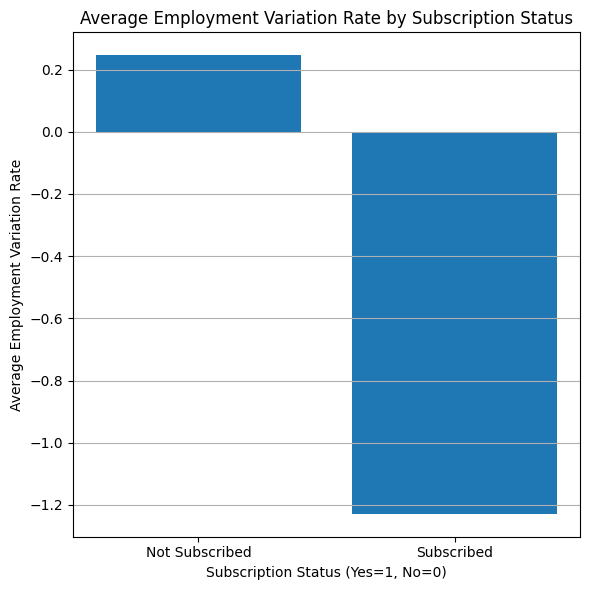 Average Employment Variation Rate by Subscription Status
Average Employment Variation Rate
0.2
0.0
−0.2
−0.4
−0.6
−0.8
−1.0
−1.2
Not Subscribed
Subscribed
Subscription Status (Yes=1, No=0)